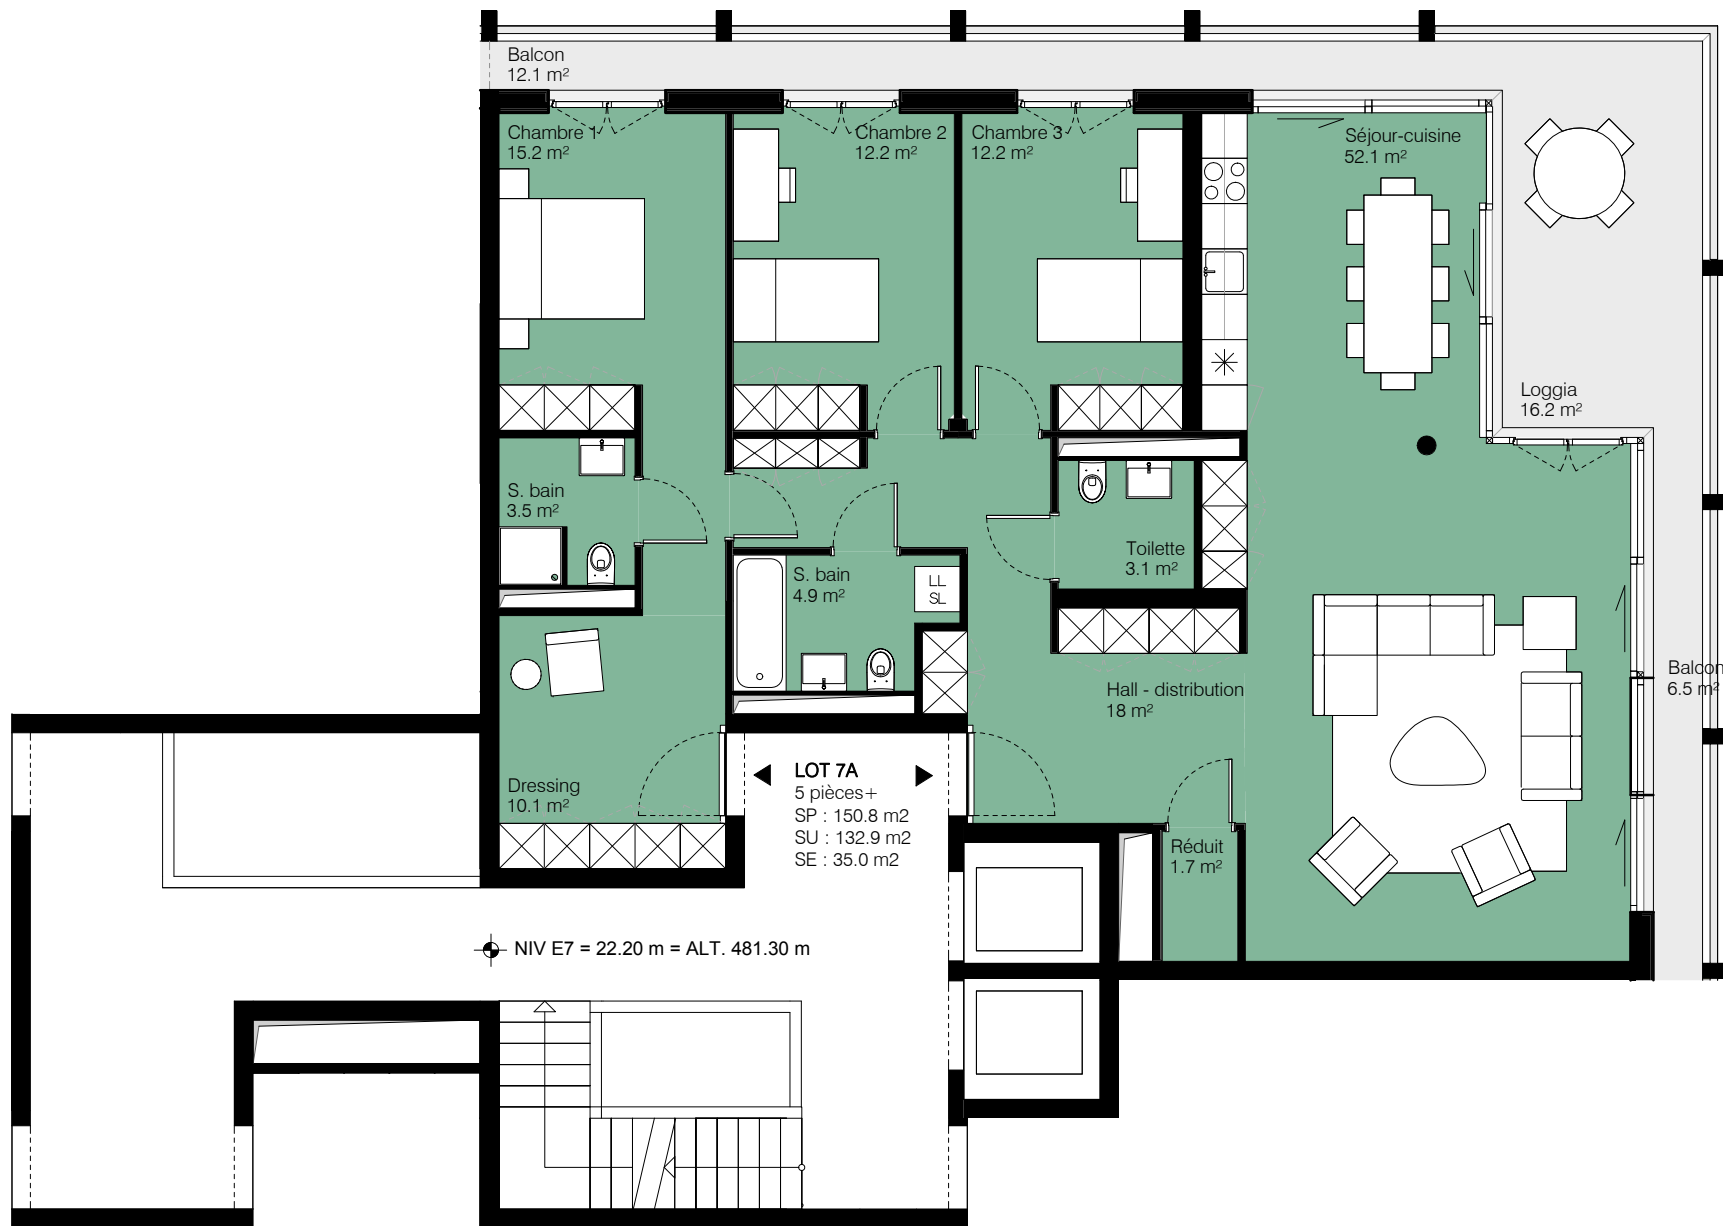 Balcon
12.1 m²
Chambre 1
15.2 m²
Chambre 2
12.2 m²
Chambre 3
12.2 m²
Séjour-cuisine
52.1 m²
Loggia
16.2 m²
S. bain
3.5 m²
S. bain
4.9 m²
LL
SL
Toilette
3.1 m²
Hall - distribution
18 m²
Balcon
6.5 m²
Dressing
10.1 m²
LOT 7A
5 pièces+
SP : 150.8 m2
SU : 132.9 m2
SE : 35.0 m2
Réduit
1.7 m²
NIV E7 = 22.20 m = ALT. 481.30 m